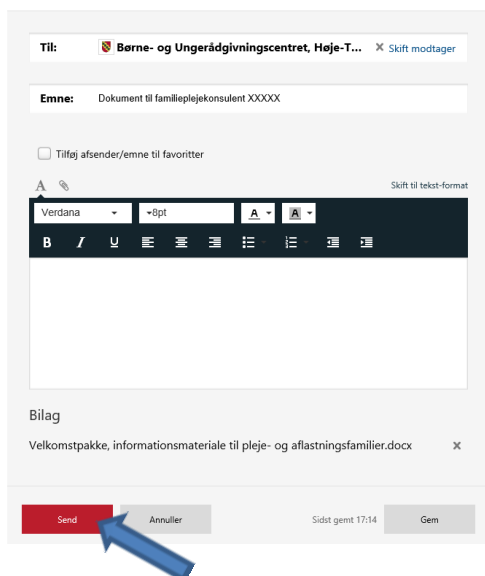 Til: Børne- og Ungerådgivningscentret, Høje-T... × Skift modtager
Emne: Dokument til familieplejekonsulent XXXXX
Tilføj afsender/emne til favoritter
A Skift til tekst-format
Verdana 8pt A A
B I U
Bilag
Velkomstpakke, informationsmateriale til pleje- og aflastningsfamilier.docx ×
Send Annuller Sidst gemt 17:14 Gem